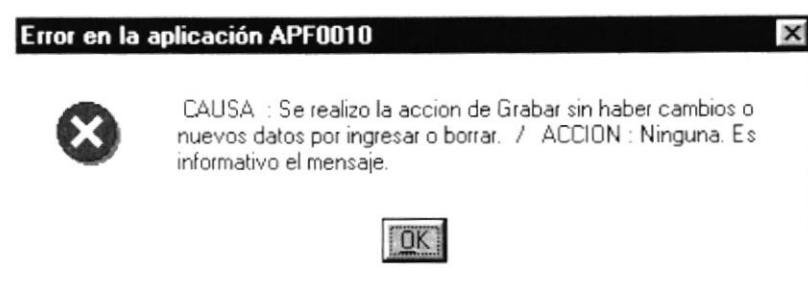 Error en la aplicación APF0010
CAUSA : Se realizo la accion de Grabar sin haber cambios o
nuevos datos por ingresar o borrar. / ACCION : Ninguna. Es
informativo el mensaje.
OK